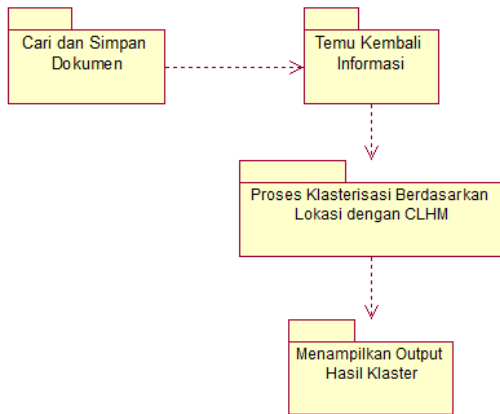 Cari dan Simpan
Dokumen
Temu Kembali
Informasi
Proses Klasterisasi Berdasarkan
Lokasi dengan CLHM
Menampilkan Output
Hasil Klaster